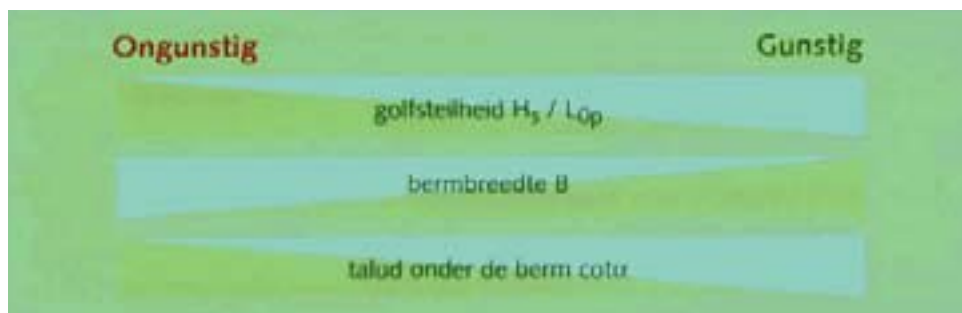 Ongunstig Gunstig
golfsteilheid Hs / L0p
bermbreedte B
talud onder de berm cotα